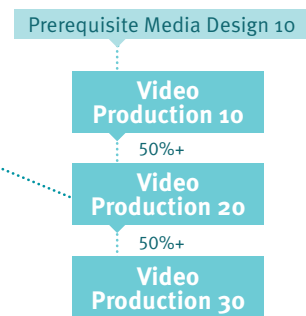 Prerequisite Media Design 10
Video
Production 10
50%+
Video
Production 20
50%+
Video
Production 30